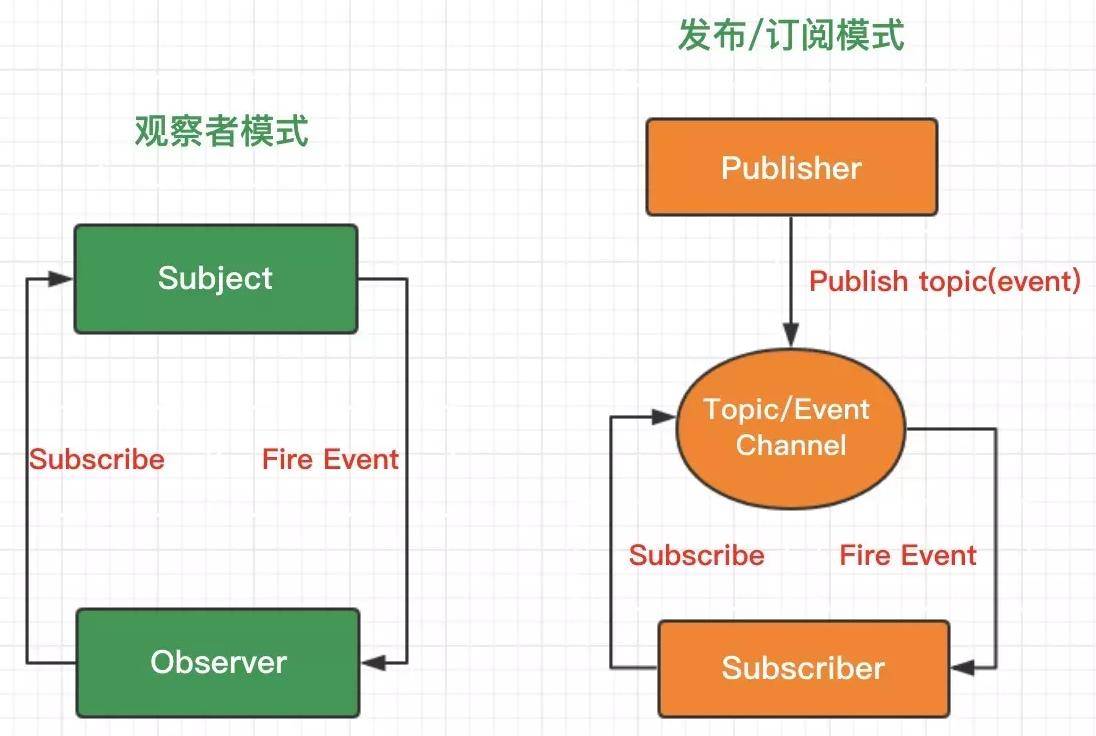 发布/订阅模式
观察者模式
Publisher
Subject
Publish topic(event)
Topic/Event
Channel
Subscribe
Fire Event
Subscribe
Fire Event
Observer
Subscriber